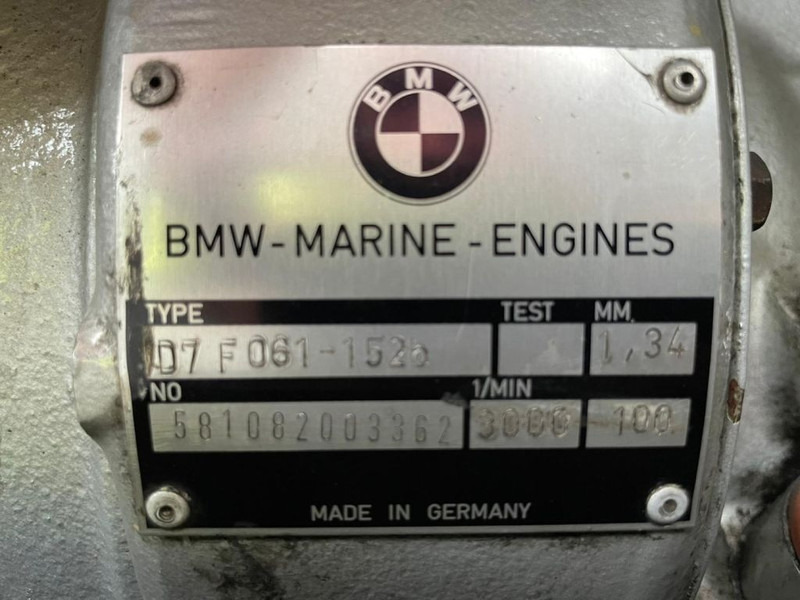 BMW
BMW-MARINE-ENGINES
TYPE TEST MM.
D7 F061-1526 1,34
NO 1/MIN
581082003362 3000 100
MADE IN GERMANY